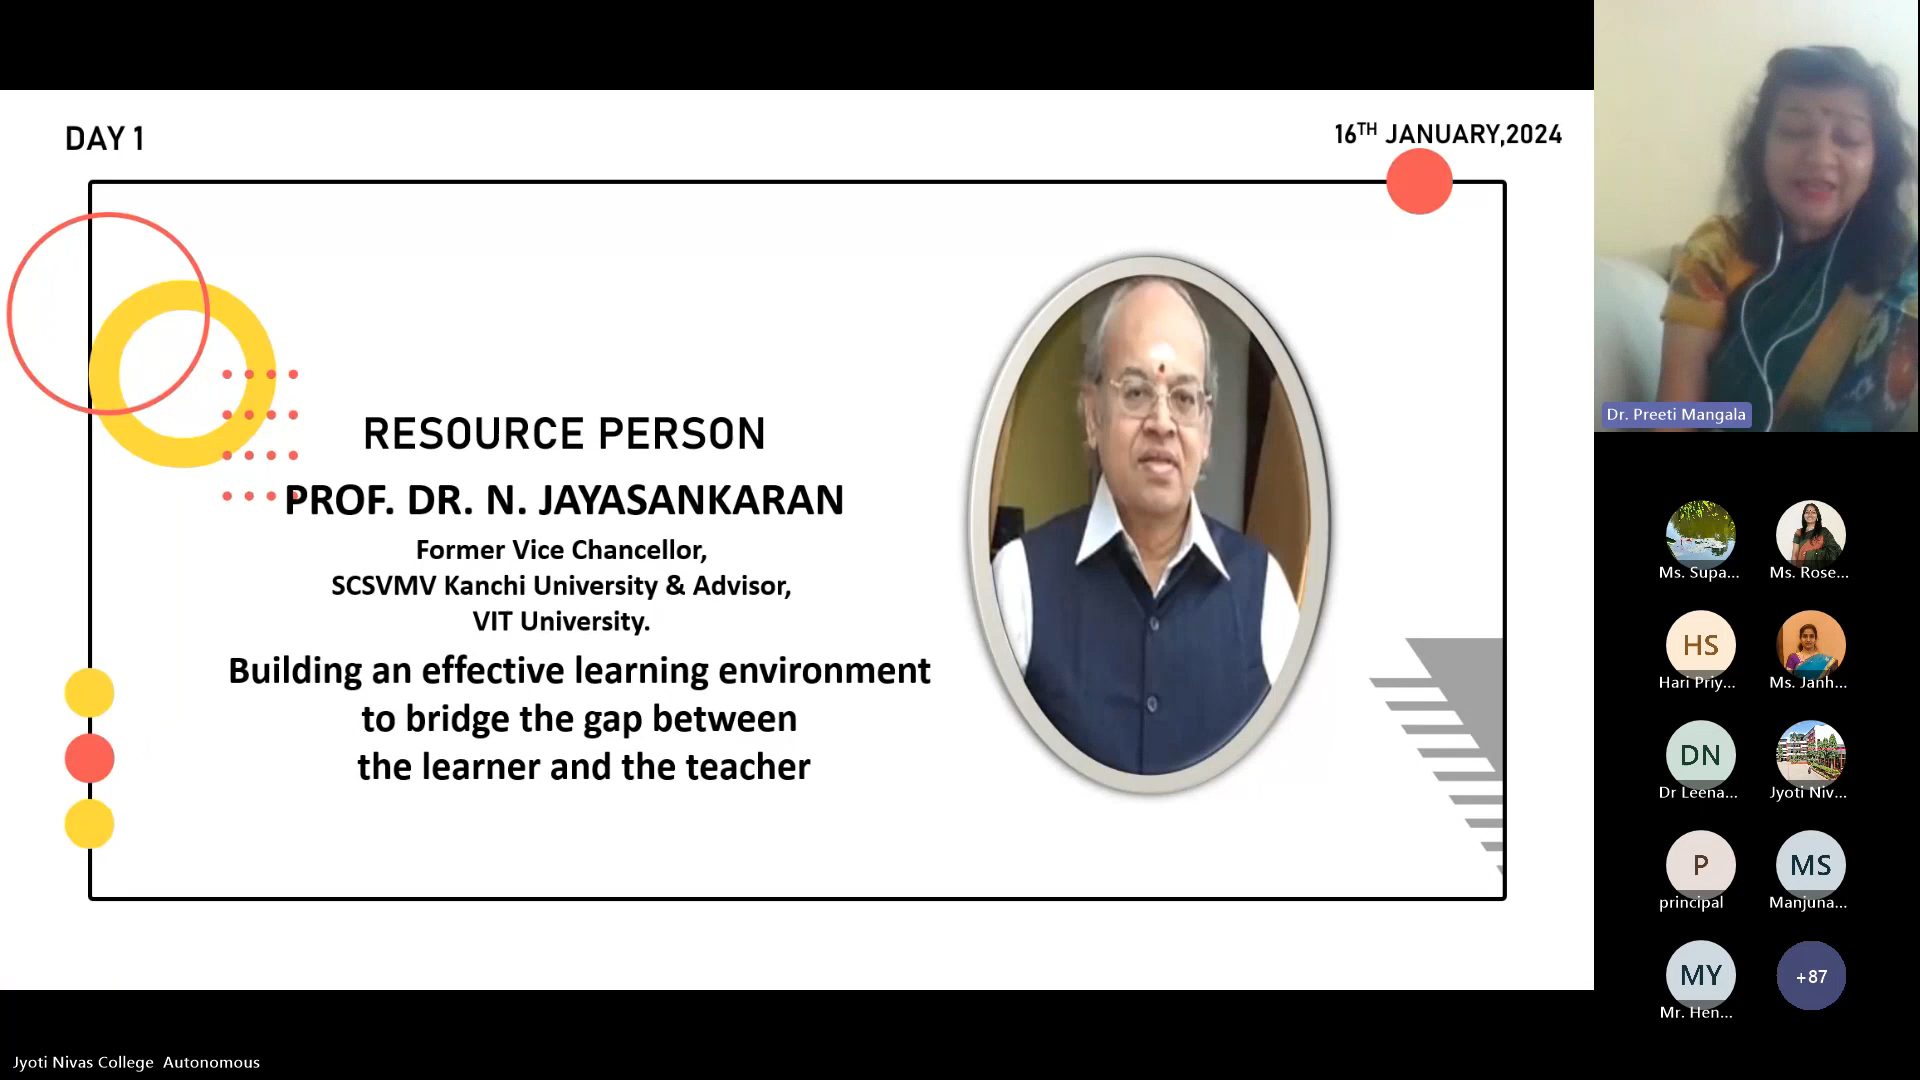 DAY 1
16TH JANUARY,2024
RESOURCE PERSON
PROF. DR. N. JAYASANKARAN
Former Vice Chancellor,
SCSVMV Kanchi University & Advisor,
VIT University.
Building an effective learning environment
to bridge the gap between
the learner and the teacher
Dr. Preeti Mangala
Ms. Supa...
Ms. Rose...
HS
Hari Priy...
Ms. Janh...
DN
Dr Leena...
Jyoti Niv...
P
principal
MS
Manjuna...
MY
Mr. Hen...
+87
Jyoti Nivas College Autonomous